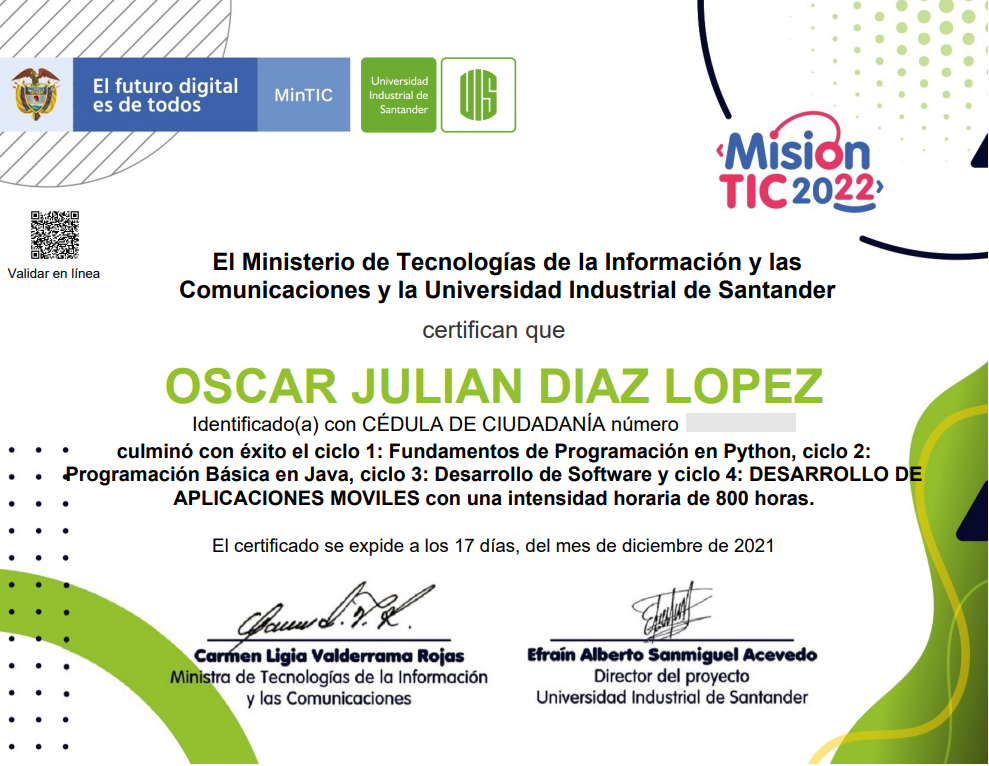 El futuro digital
es de todos
MinTIC
Universidad
Industrial de
Santander
UIS
‹Misión
TIC 2022›
Validar en línea
El Ministerio de Tecnologías de la Información y las
Comunicaciones y la Universidad Industrial de Santander
certifican que
OSCAR JULIAN DIAZ LOPEZ
Identificado(a) con CÉDULA DE CIUDADANÍA número
culminó con éxito el ciclo 1: Fundamentos de Programación en Python, ciclo 2:
Programación Básica en Java, ciclo 3: Desarrollo de Software y ciclo 4: DESARROLLO DE
APLICACIONES MOVILES con una intensidad horaria de 800 horas.
El certificado se expide a los 17 días, del mes de diciembre de 2021
Carmen Ligia Valderrama Rojas
Ministra de Tecnologías de la Información
y las Comunicaciones
Efraín Alberto Sanmiguel Acevedo
Director del proyecto
Universidad Industrial de Santander